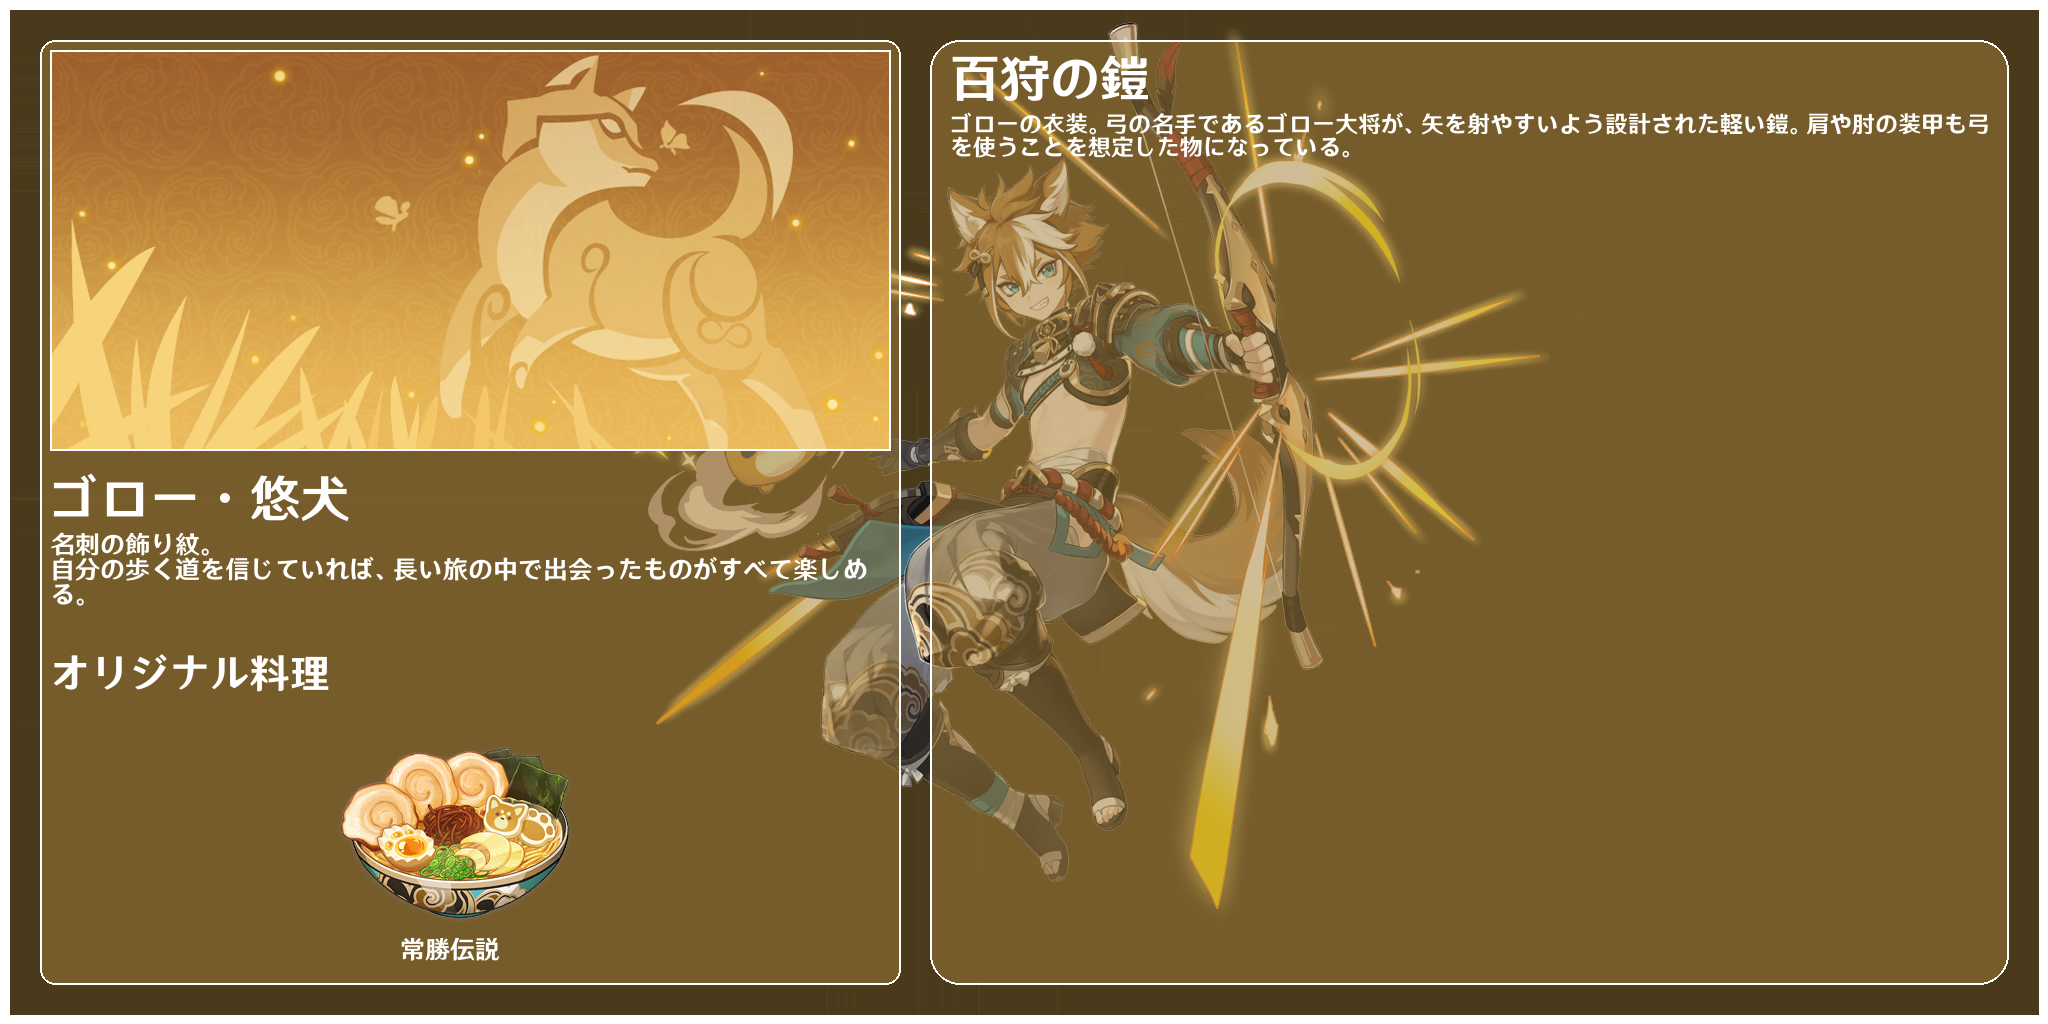 ゴロー・悠犬
名刺の飾り紋。
自分の歩く道を信じていれば、長い旅の中で出会ったものがすべて楽しめ
る。
オリジナル料理
常勝伝説
百狩の鎧
ゴローの衣装。弓の名手であるゴロー大将が、矢を射やすいよう設計された軽い鎧。肩や肘の装甲も弓
を使うことを想定した物になっている。